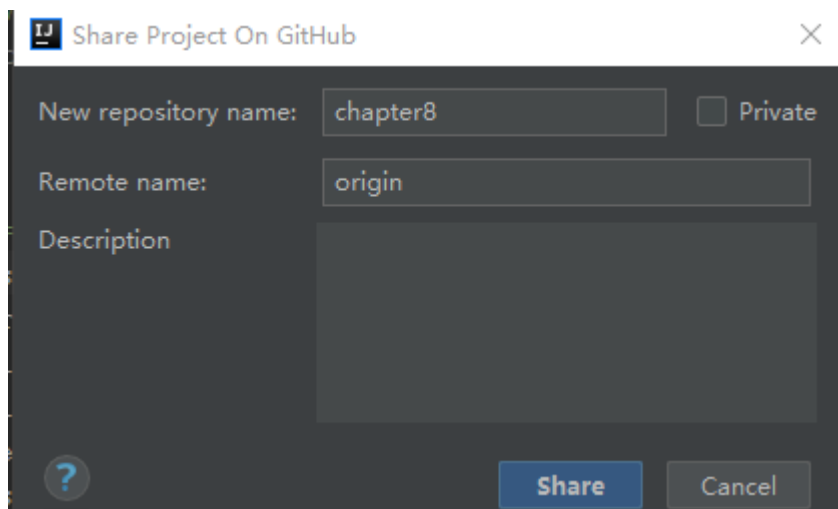 IJ Share Project On GitHub
New repository name: chapter8 Private
Remote name: origin
Description
? Share Cancel